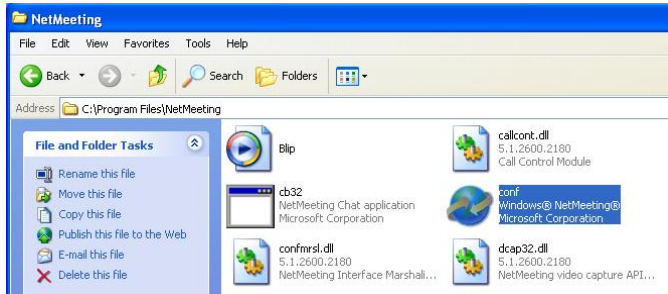 NetMeeting
File Edit View Favorites Tools Help
Back Search Folders
Address C:\Program Files\NetMeeting
File and Folder Tasks
Rename this file
Move this file
Copy this file
Publish this file to the Web
E-mail this file
Delete this file
Blip
callcont.dll
5.1.2600.2180
Call Control Module
cb32
NetMeeting Chat application
Microsoft Corporation
conf
Windows® NetMeeting®
Microsoft Corporation
confmrsl.dll
5.1.2600.2180
NetMeeting Interface Marshali...
dcap32.dll
5.1.2600.2180
NetMeeting video capture API...